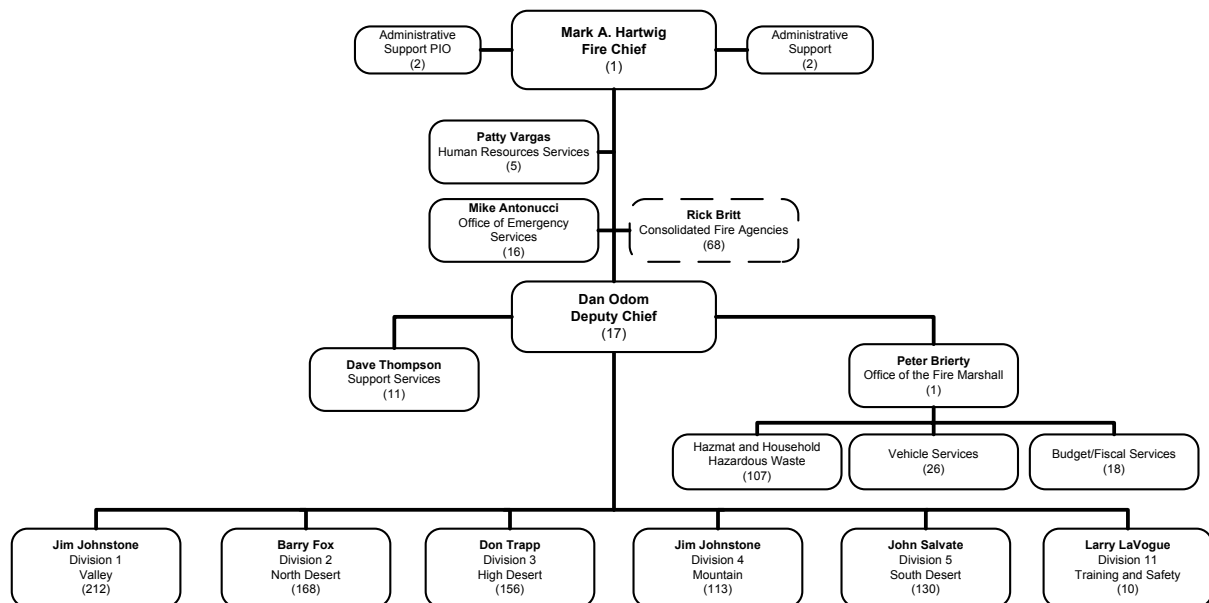 Administrative
Support PIO
(2)
Mark A. Hartwig
Fire Chief
(1)
Administrative
Support
(2)
Patty Vargas
Human Resources Services
(5)
Mike Antonucci
Office of Emergency
Services
(16)
Rick Britt
Consolidated Fire Agencies
(68)
Dan Odom
Deputy Chief
(17)
Dave Thompson
Support Services
(11)
Peter Brierty
Office of the Fire Marshall
(1)
Hazmat and Household
Hazardous Waste
(107)
Vehicle Services
(26)
Budget/Fiscal Services
(18)
Jim Johnstone
Division 1
Valley
(212)
Barry Fox
Division 2
North Desert
(168)
Don Trapp
Division 3
High Desert
(156)
Jim Johnstone
Division 4
Mountain
(113)
John Salvate
Division 5
South Desert
(130)
Larry LaVogue
Division 11
Training and Safety
(10)